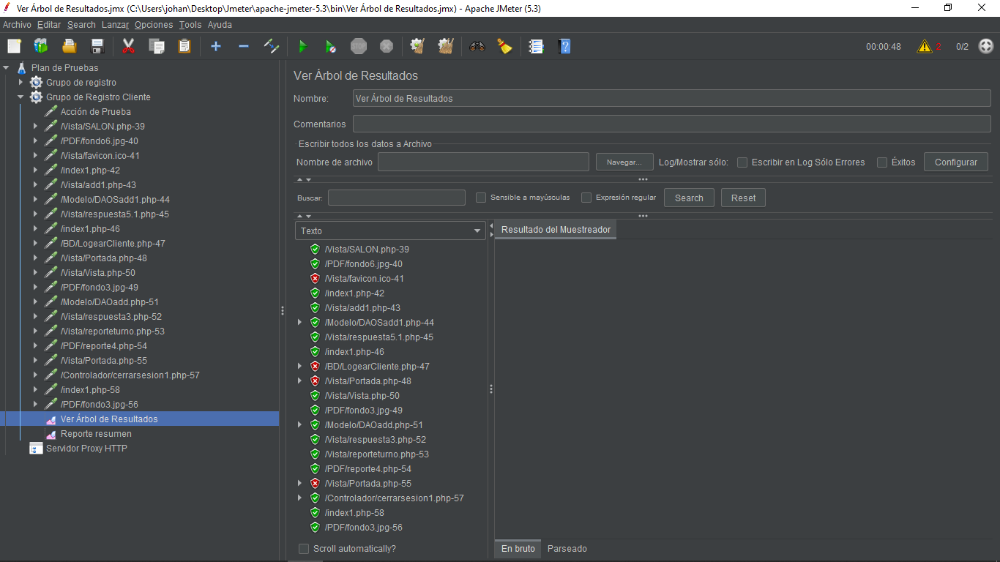 Ver Árbol de Resultados.jmx (C:\Users\johan\Desktop\Jmeter\apache-jmeter-5.3\bin\Ver Árbol de Resultados.jmx) - Apache JMeter (5.3)
Archivo Editar Search Lanzar Opciones Tools Ayuda
STOP 00:00:48 2 0/2
Plan de Pruebas
Grupo de registro
Grupo de Registro Cliente
Acción de Prueba
/Vista/SALON.php-39
/PDF/fondo6.jpg-40
/Vista/favicon.ico-41
/index1.php-42
/Vista/add1.php-43
/Modelo/DAOSadd1.php-44
/Vista/respuesta5.1.php-45
/index1.php-46
/BD/LogearCliente.php-47
/Vista/Portada.php-48
/Vista/Vista.php-50
/PDF/fondo3.jpg-49
/Modelo/DAOadd.php-51
/Vista/respuesta3.php-52
/Vista/reporteturno.php-53
/PDF/reporte4.php-54
/Vista/Portada.php-55
/Controlador/cerrarsesion1.php-57
/index1.php-58
/PDF/fondo3.jpg-56
Ver Árbol de Resultados
Reporte resumen
Servidor Proxy HTTP
Ver Árbol de Resultados
Nombre: Ver Árbol de Resultados
Comentarios
Escribir todos los datos a Archivo
Nombre de archivo Navegar... Log/Mostrar sólo: Escribir en Log Sólo Errores Éxitos Configurar
Buscar: Sensible a mayúsculas Expresión regular Search Reset
Texto
/Vista/SALON.php-39
/PDF/fondo6.jpg-40
/Vista/favicon.ico-41
/index1.php-42
/Vista/add1.php-43
/Modelo/DAOSadd1.php-44
/Vista/respuesta5.1.php-45
/index1.php-46
/BD/LogearCliente.php-47
/Vista/Portada.php-48
/Vista/Vista.php-50
/PDF/fondo3.jpg-49
/Modelo/DAOadd.php-51
/Vista/respuesta3.php-52
/Vista/reporteturno.php-53
/PDF/reporte4.php-54
/Vista/Portada.php-55
/Controlador/cerrarsesion1.php-57
/index1.php-58
/PDF/fondo3.jpg-56
Scroll automatically?
Resultado del Muestreador
En bruto Parseado